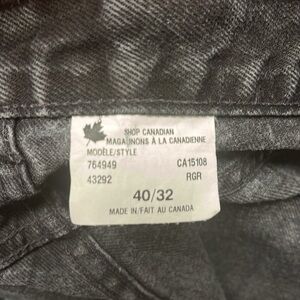 SHOP CANADIAN
MAGASINONS À LA CANADIENNE
MODÈLE/STYLE
764949 CA15108
43292 RGR
40/32
MADE IN/FAIT AU CANADA